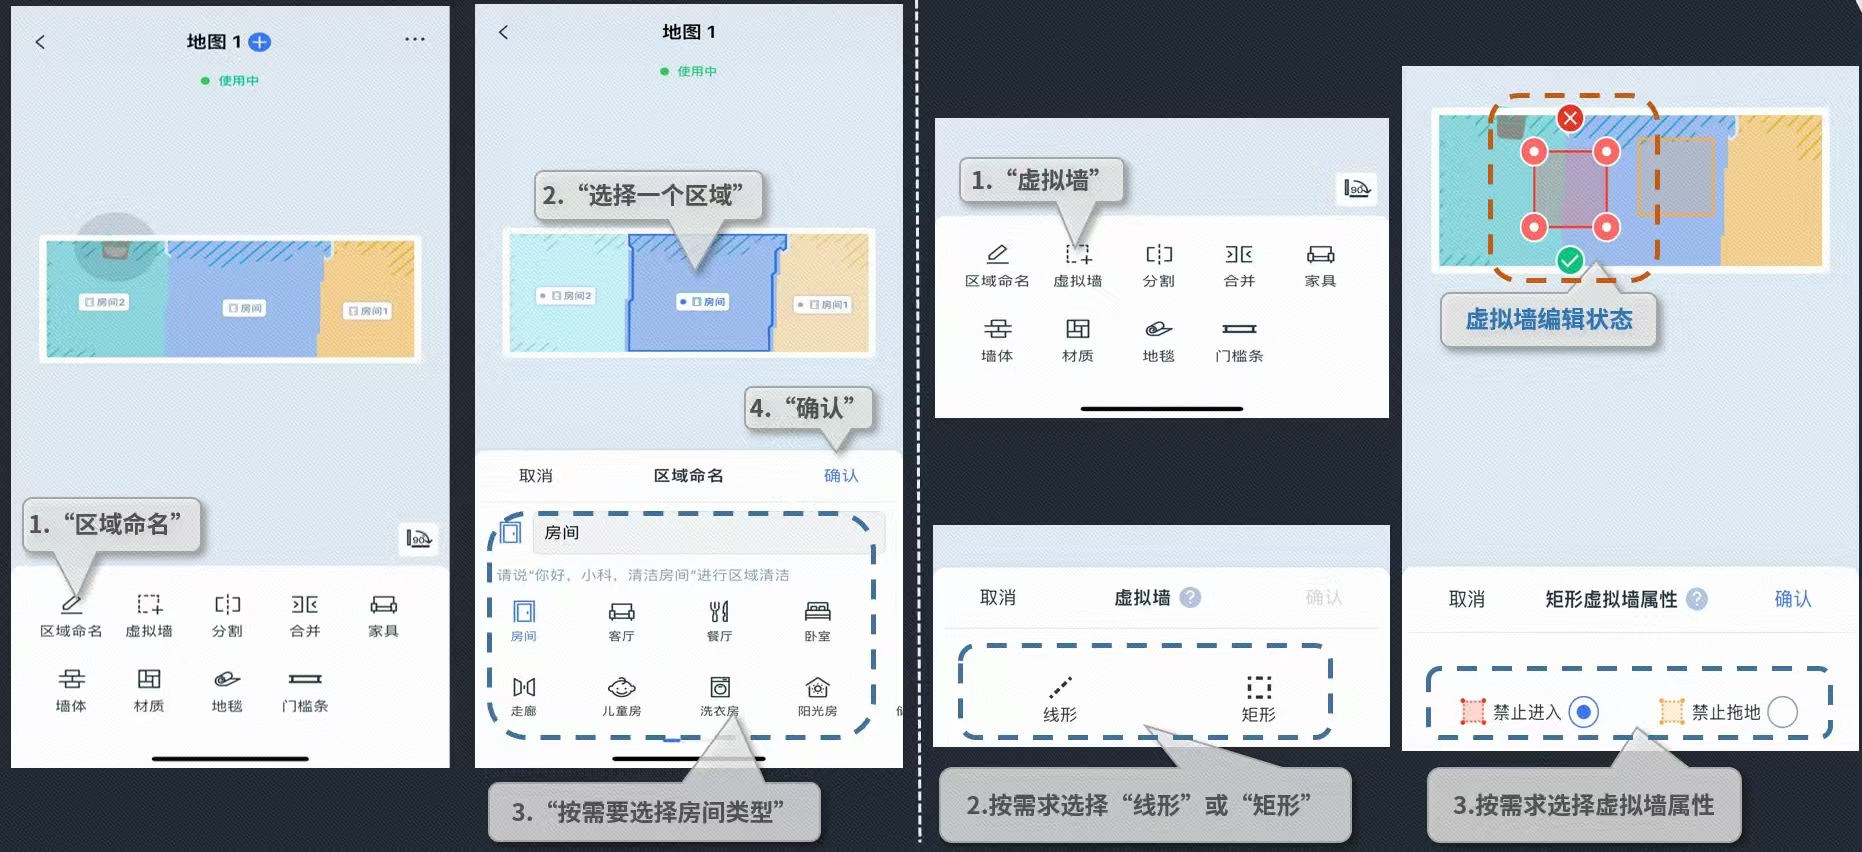 地图 1
使用中
房间2
房间
房间1
1.“区域命名”
90
区域命名
虚拟墙
分割
合并
家具
墙体
材质
地毯
门槛条
地图 1
使用中
2.“选择一个区域”
房间2
房间
房间1
4.“确认”
取消
区域命名
确认
房间
请说“你好，小科，清洁房间”进行区域清洁
房间
客厅
餐厅
卧室
走廊
儿童房
洗衣房
阳光房
3.“按需要选择房间类型”
1.“虚拟墙”
90
区域命名
虚拟墙
分割
合并
家具
墙体
材质
地毯
门槛条
取消
虚拟墙 ?
确认
线形
矩形
2.按需求选择“线形”或“矩形”
虚拟墙编辑状态
取消
矩形虚拟墙属性 ?
确认
禁止进入
禁止拖地
3.按需求选择虚拟墙属性